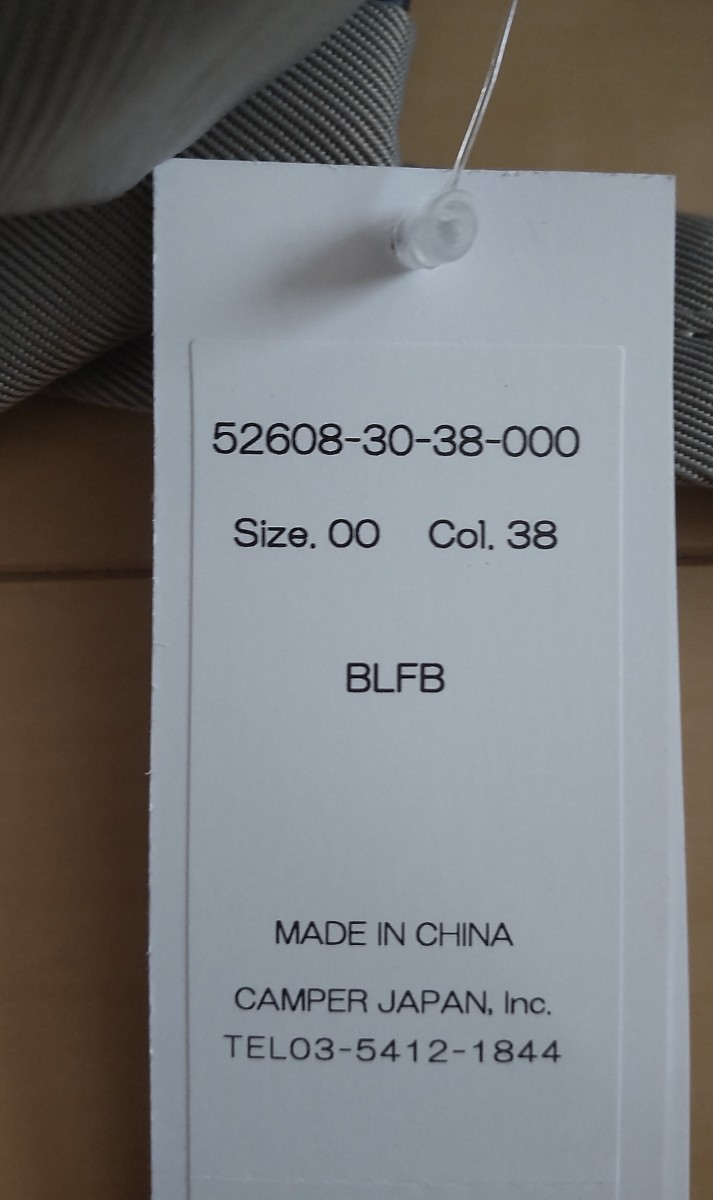 52608-30-38-000
Size. 00 Col. 38
BLFB
MADE IN CHINA
CAMPER JAPAN, Inc.
TEL03-5412-1844